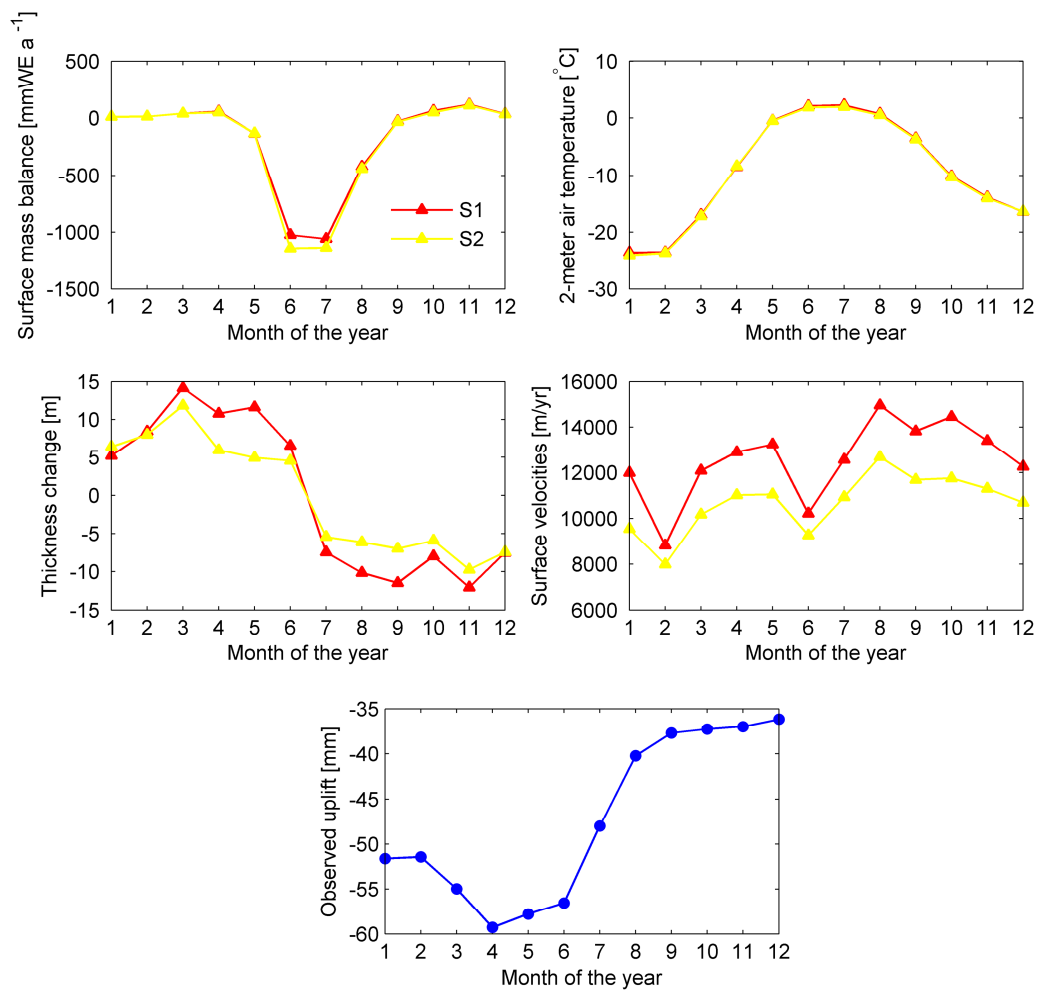 Surface mass balance [mmWE a⁻¹]
500
0
-500
-1000
-1500
S1
S2
1 2 3 4 5 6 7 8 9 10 11 12
Month of the year
2-meter air temperature [°C]
10
0
-10
-20
-30
1 2 3 4 5 6 7 8 9 10 11 12
Month of the year
Thickness change [m]
15
10
5
0
-5
-10
-15
1 2 3 4 5 6 7 8 9 10 11 12
Month of the year
Surface velocities [m/yr]
16000
14000
12000
10000
8000
6000
1 2 3 4 5 6 7 8 9 10 11 12
Month of the year
Observed uplift [mm]
-35
-40
-45
-50
-55
-60
1 2 3 4 5 6 7 8 9 10 11 12
Month of the year